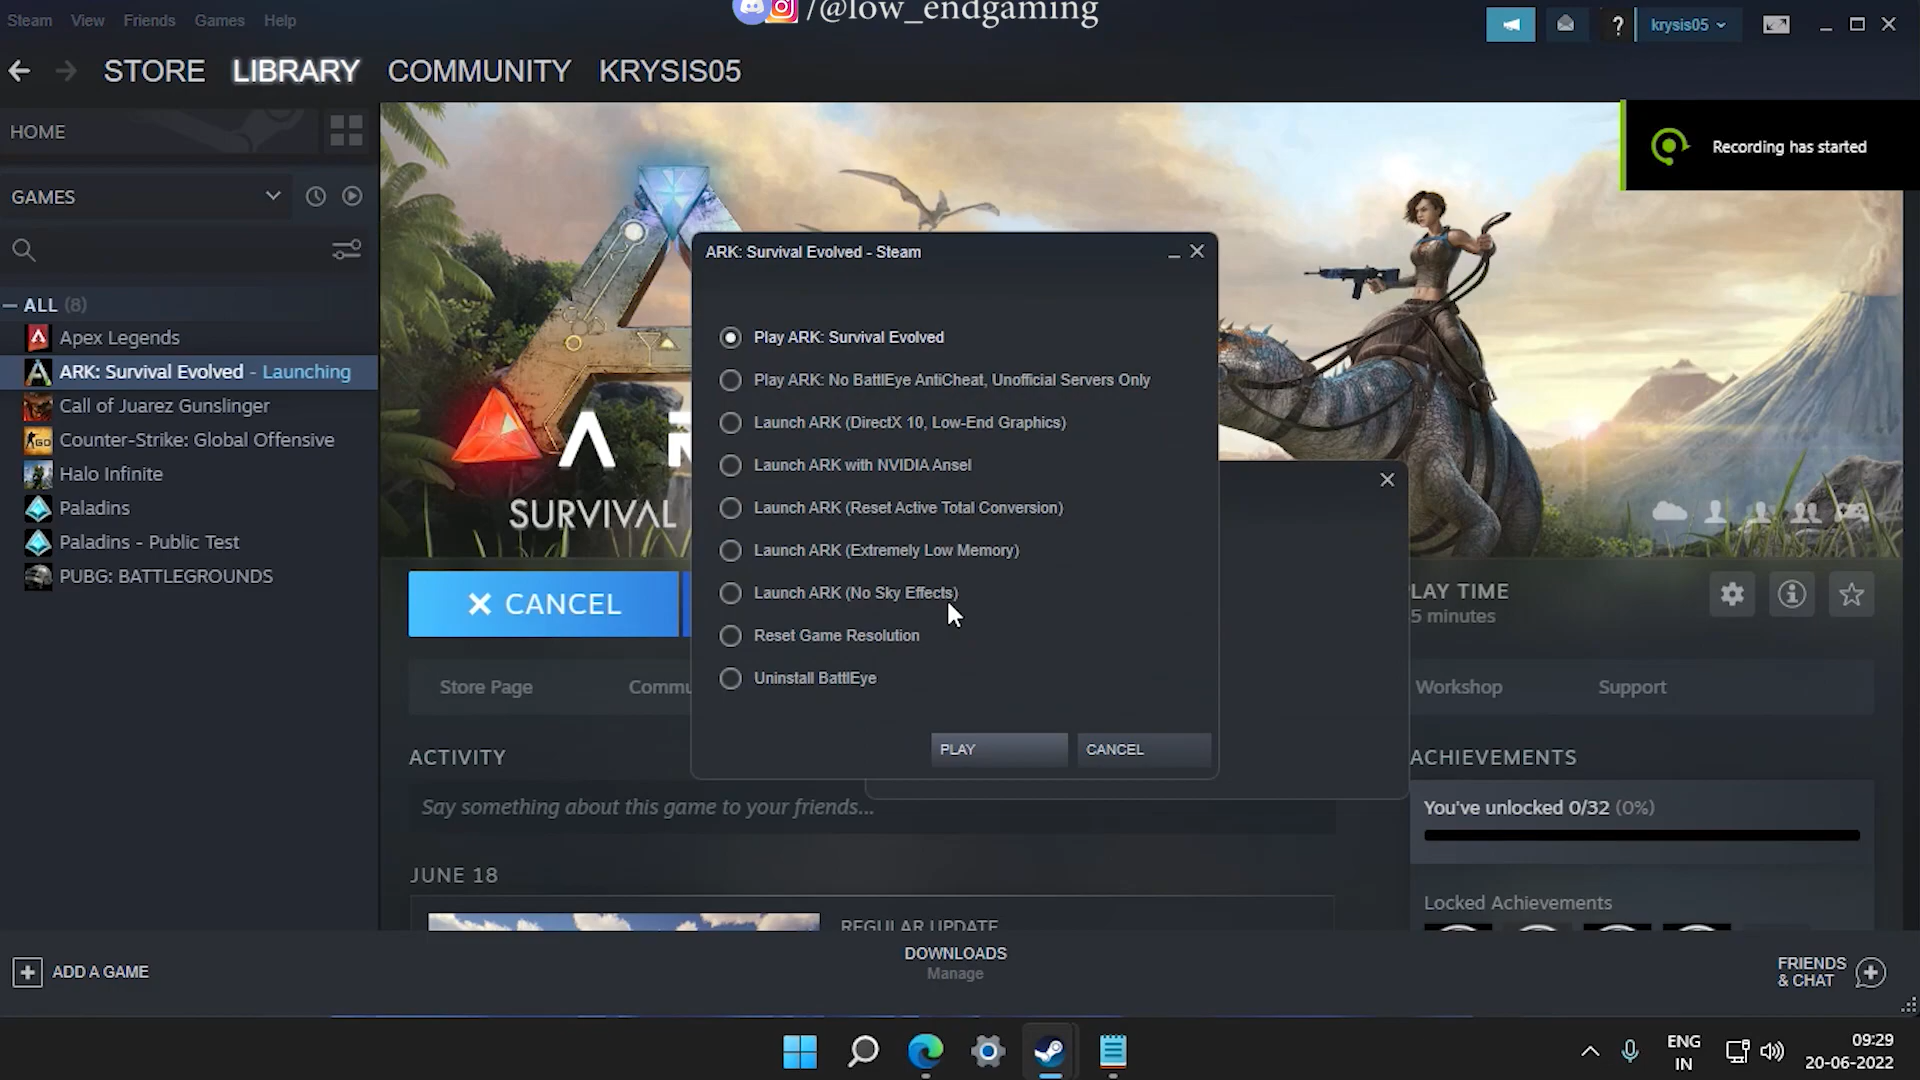 /@low_endgaming
Steam View Friends Games Help
krysis05
STORE LIBRARY COMMUNITY KRYSIS05
Recording has started
HOME
GAMES
ALL (8)
Apex Legends
ARK: Survival Evolved - Launching
Call of Juarez Gunslinger
Counter-Strike: Global Offensive
Halo Infinite
Paladins
Paladins - Public Test
PUBG: BATTLEGROUNDS
SURVIVAL
ARK: Survival Evolved - Steam
Play ARK: Survival Evolved
Play ARK: No BattlEye AntiCheat, Unofficial Servers Only
Launch ARK (DirectX 10, Low-End Graphics)
Launch ARK with NVIDIA Ansel
Launch ARK (Reset Active Total Conversion)
Launch ARK (Extremely Low Memory)
Launch ARK (No Sky Effects)
Reset Game Resolution
Uninstall BattlEye
PLAY CANCEL
CANCEL
LAY TIME
5 minutes
Store Page Commu Workshop Support
ACTIVITY
Say something about this game to your friends...
JUNE 18
REGULAR UPDATE
ACHIEVEMENTS
You've unlocked 0/32 (0%)
Locked Achievements
ADD A GAME
DOWNLOADS
Manage
FRIENDS
& CHAT
ENG
IN
09:29
20-06-2022